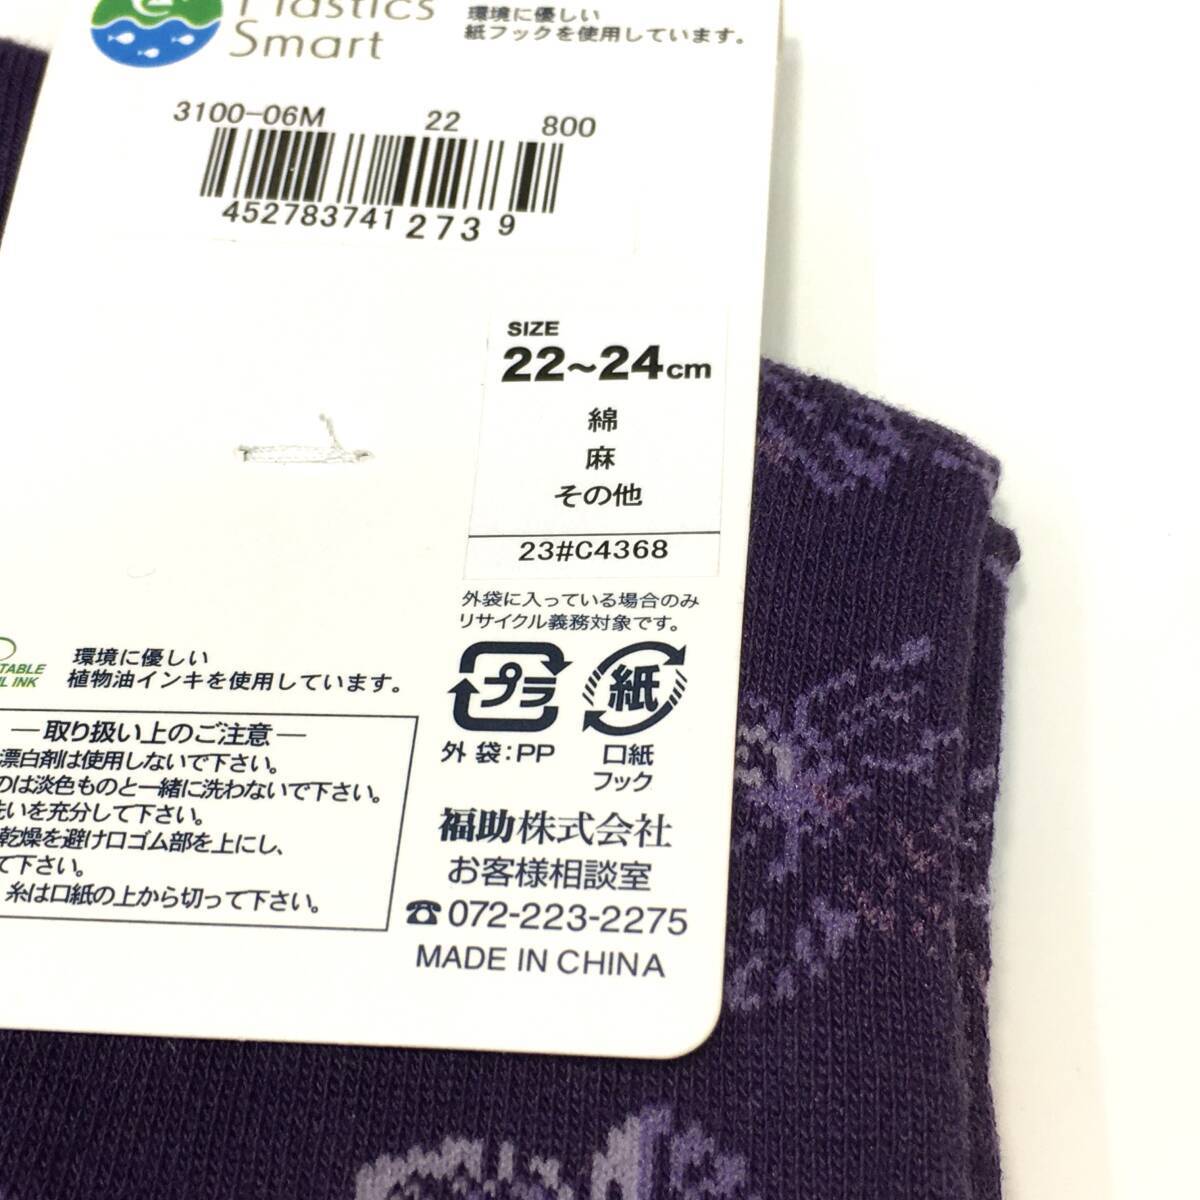 Plastics
Smart
環境に優しい
紙フックを使用しています。
3100-06M 22 800
4527837412739
SIZE
22～24cm
綿
麻
その他
23#C4368
外袋に入っている場合のみ
リサイクル義務対象です。
プラ
紙
外袋:PP
口紙
フック
TABLE
L INK
環境に優しい
植物油インキを使用しています。
―取り扱い上のご注意―
漂白剤は使用しないで下さい。
のは淡色ものと一緒に洗わないで下さい。
洗いを充分して下さい。
乾燥を避け口ゴム部を上にし、
て下さい。
糸は口紙の上から切って下さい。
福助株式会社
お客様相談室
☎072-223-2275
MADE IN CHINA